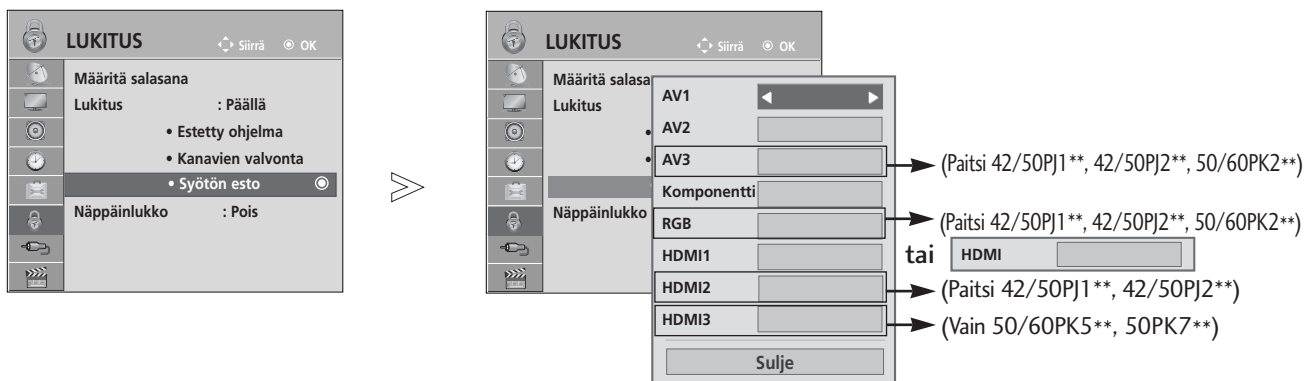 LUKITUS
Siirrä OK
Määritä salasana
Lukitus : Päällä
• Estetty ohjelma
• Kanavien valvonta
• Syötön esto
Näppäinlukko : Pois
LUKITUS
Siirrä OK
Määritä salasa
Lukitus
•
•
Näppäinlukko
AV1
AV2
AV3
Komponentti
RGB
HDMI1
HDMI2
HDMI3
Sulje
(Paitsi 42/50PJ1**, 42/50PJ2**, 50/60PK2**)
(Paitsi 42/50PJ1**, 42/50PJ2**, 50/60PK2**)
tai HDMI
(Paitsi 42/50PJ1**, 42/50PJ2**)
(Vain 50/60PK5**, 50PK7**)